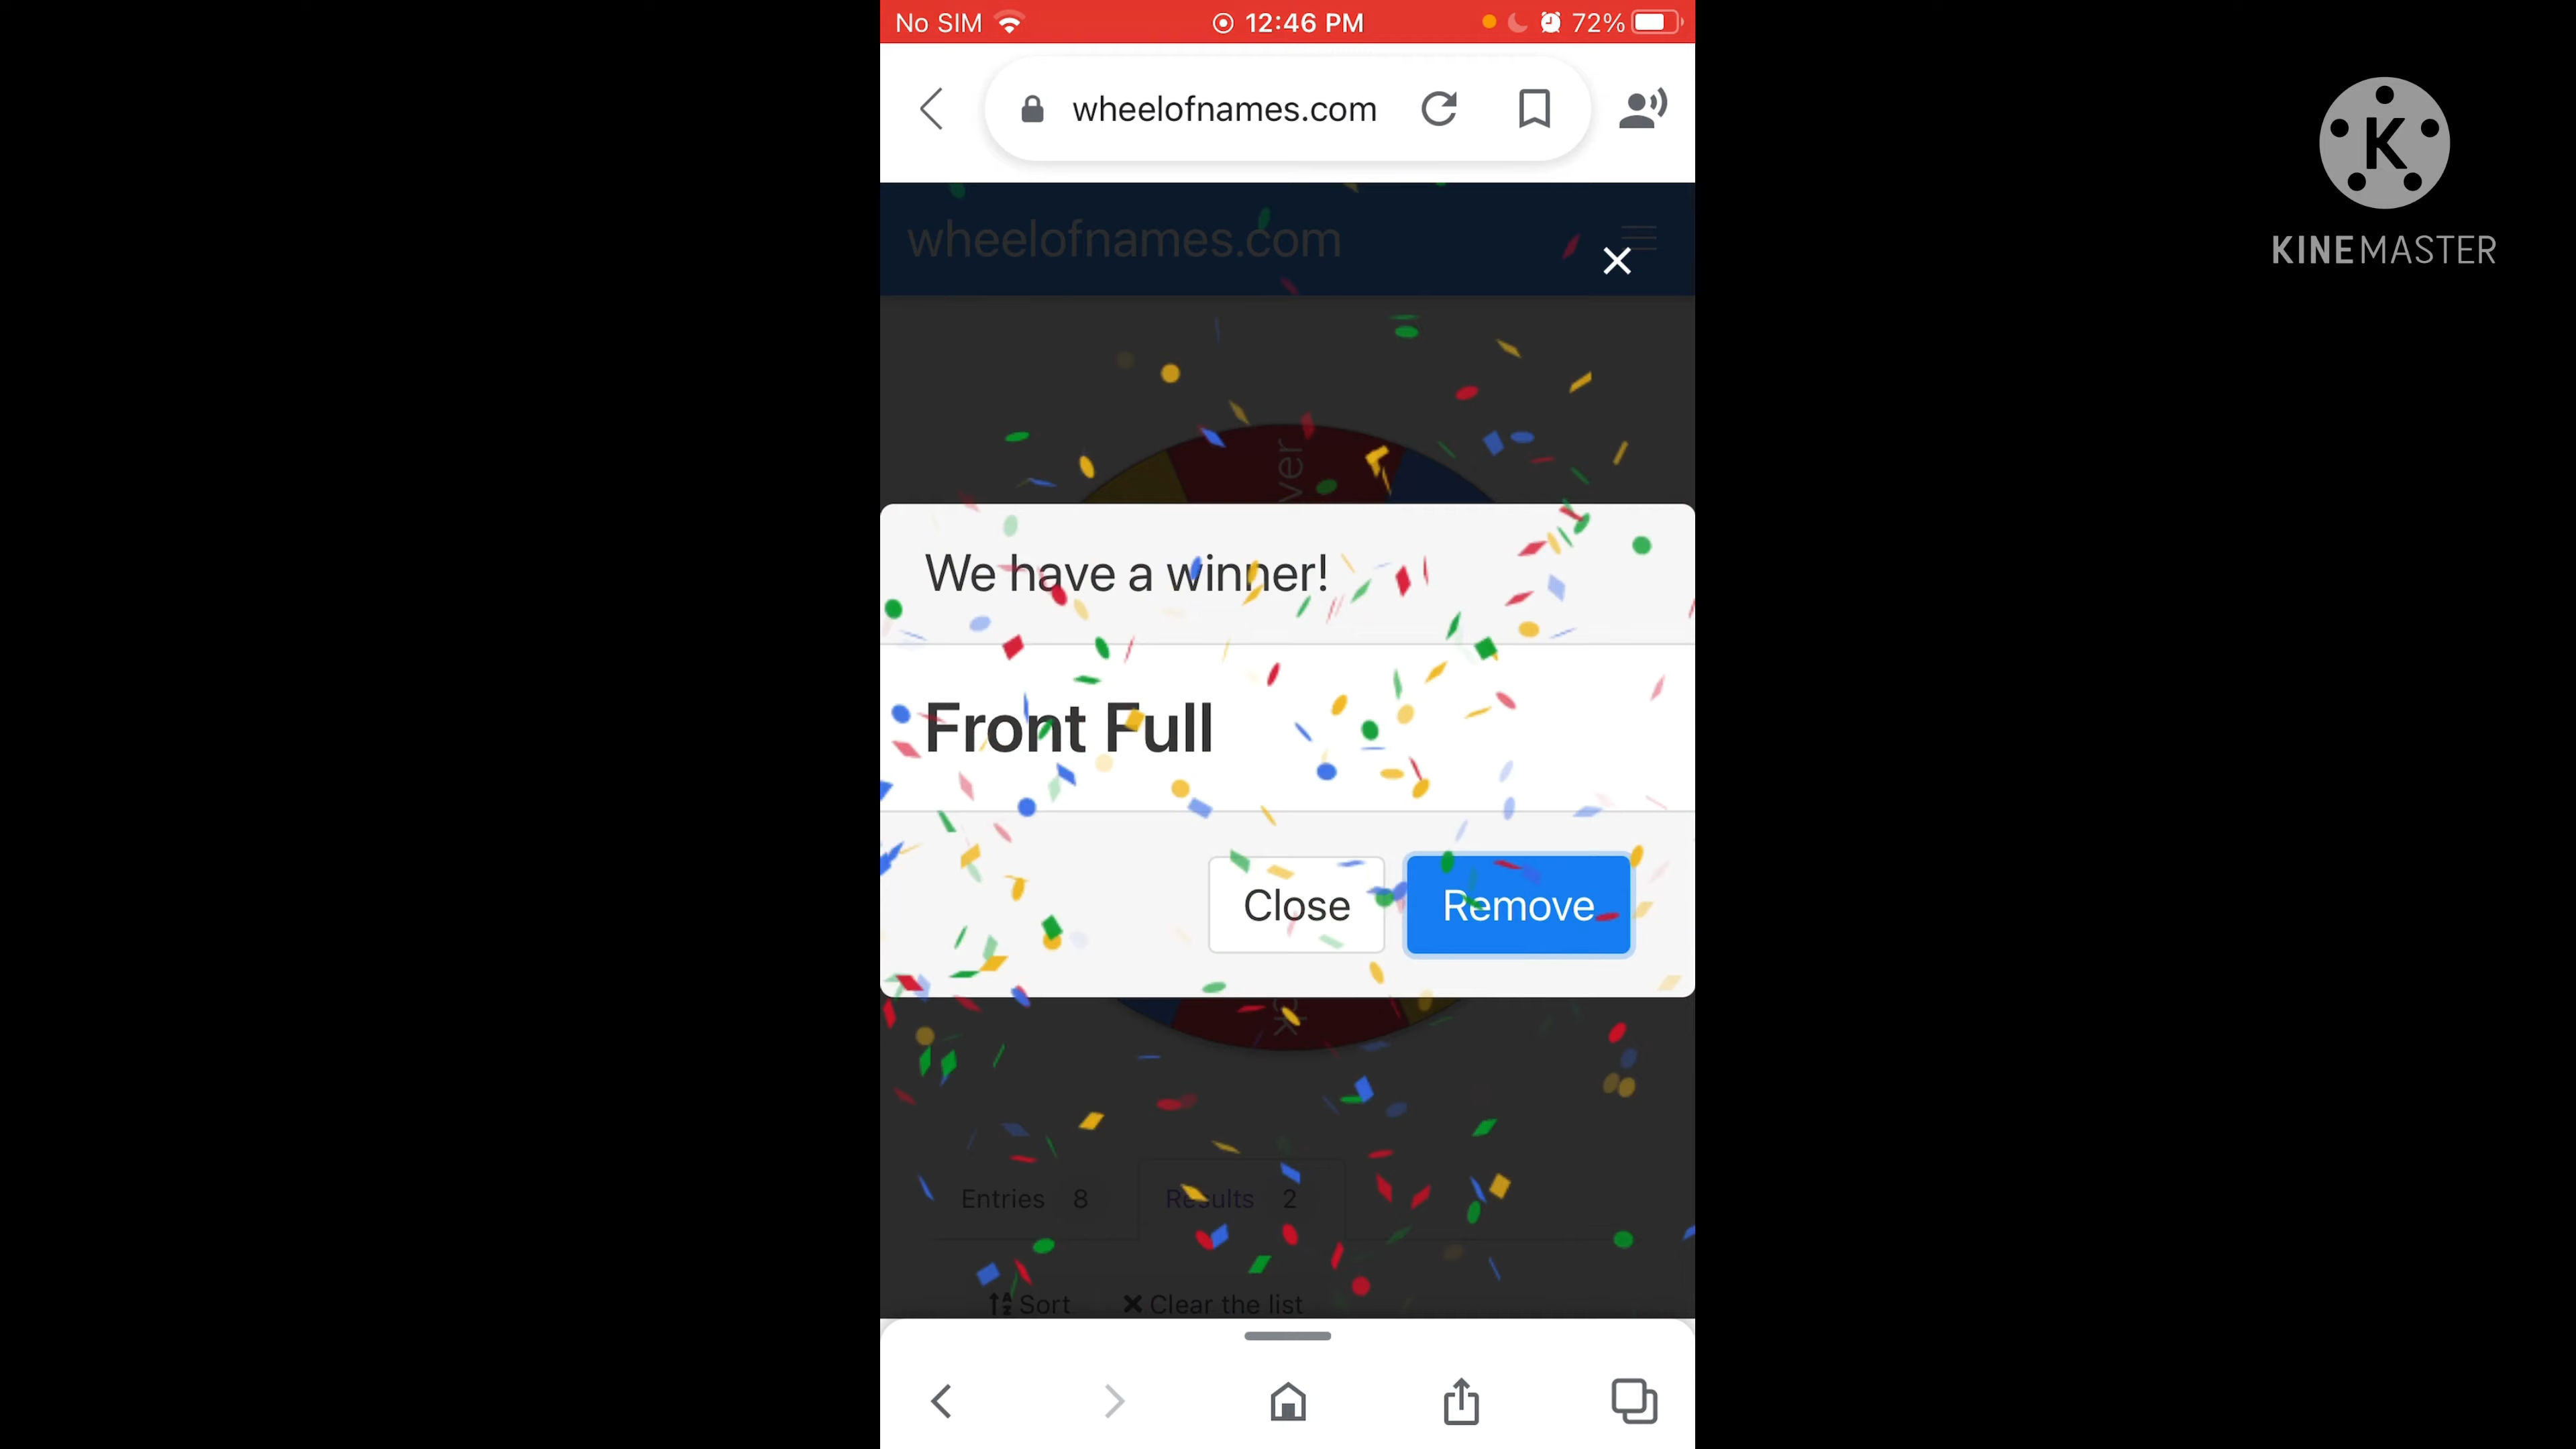 No SIM 12:46 PM 72%
wheelofnames.com
K
KINEMASTER
wheelofnames.com
ver
We have a winner!
Front Full
Close Remove
Entries 8 Results 2
Sort Clear the list